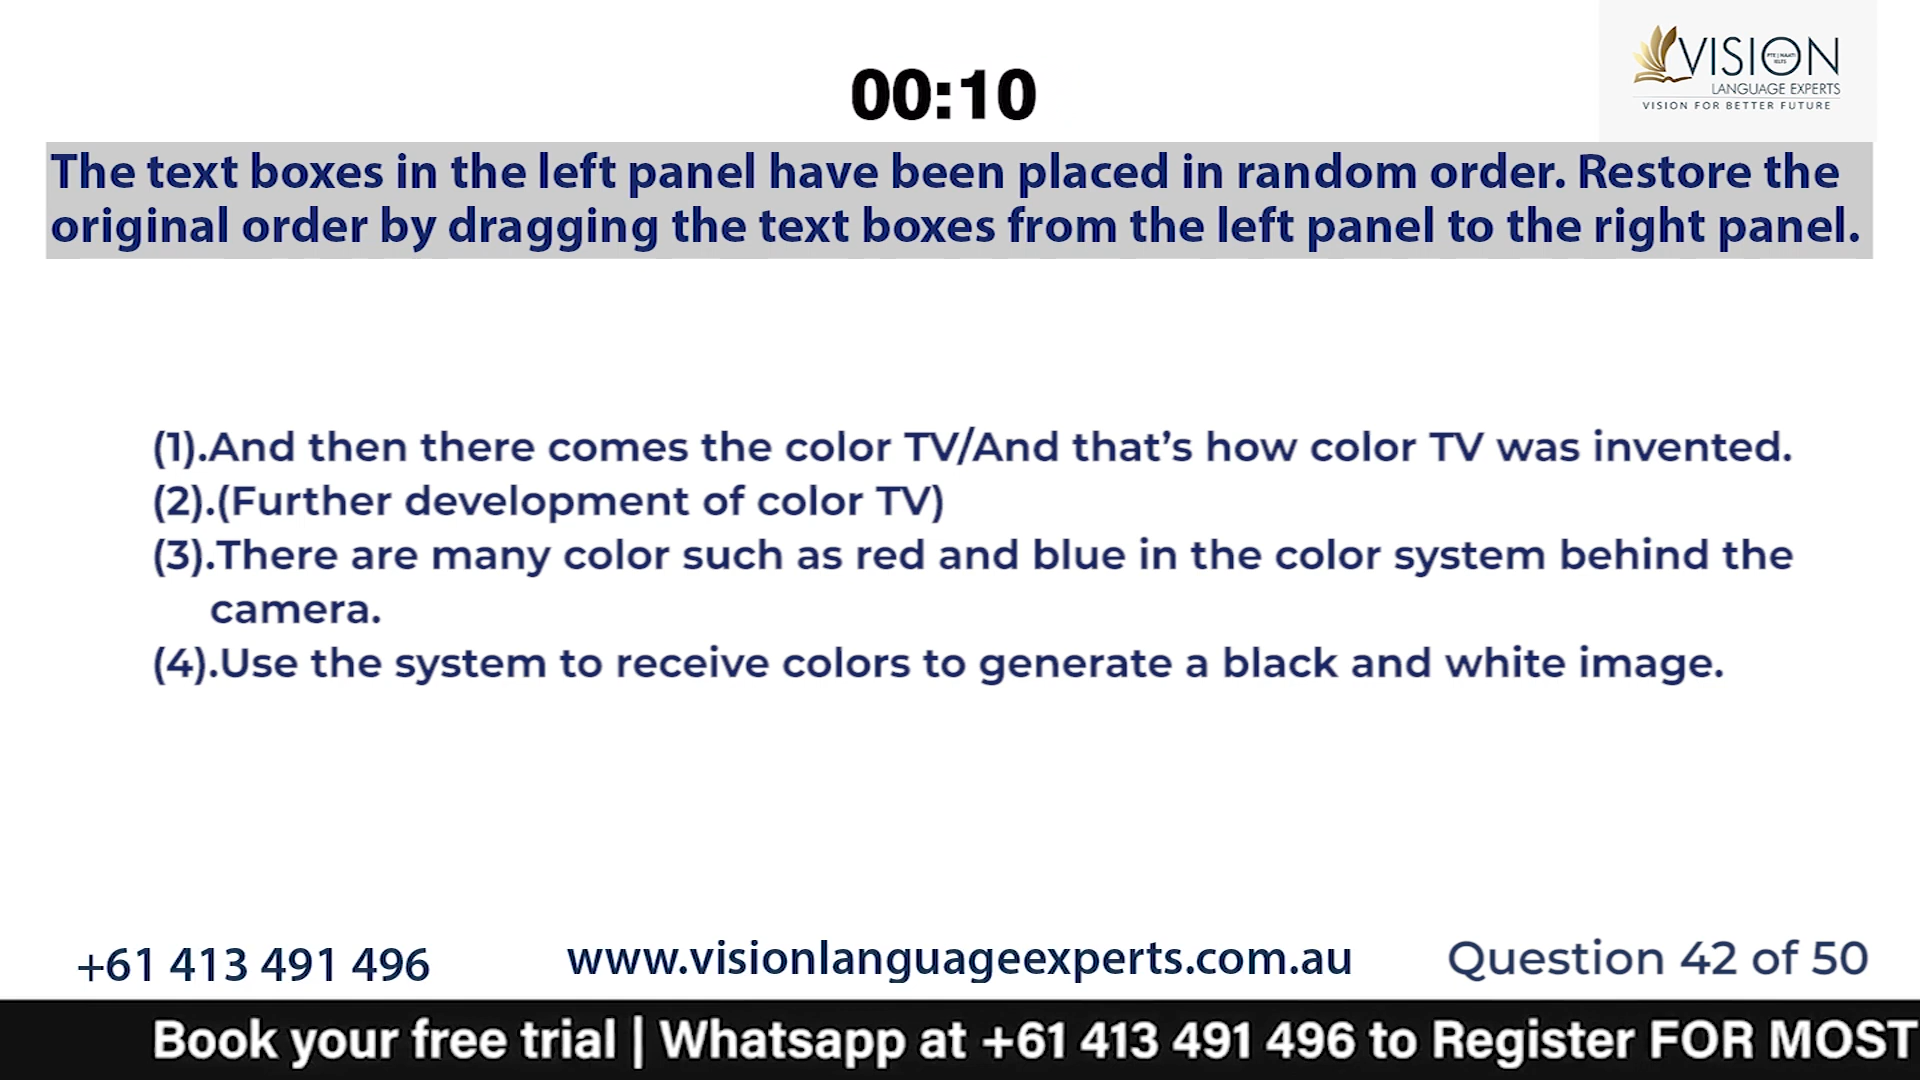 VISION
PTE | NAATI
IELTS
LANGUAGE EXPERTS
VISION FOR BETTER FUTURE
00:10
The text boxes in the left panel have been placed in random order. Restore the
original order by dragging the text boxes from the left panel to the right panel.
(1).And then there comes the color TV/And that's how color TV was invented.
(2).(Further development of color TV)
(3).There are many color such as red and blue in the color system behind the
camera.
(4).Use the system to receive colors to generate a black and white image.
+61 413 491 496
www.visionlanguageexperts.com.au
Question 42 of 50
Book your free trial | Whatsapp at +61 413 491 496 to Register FOR MOST